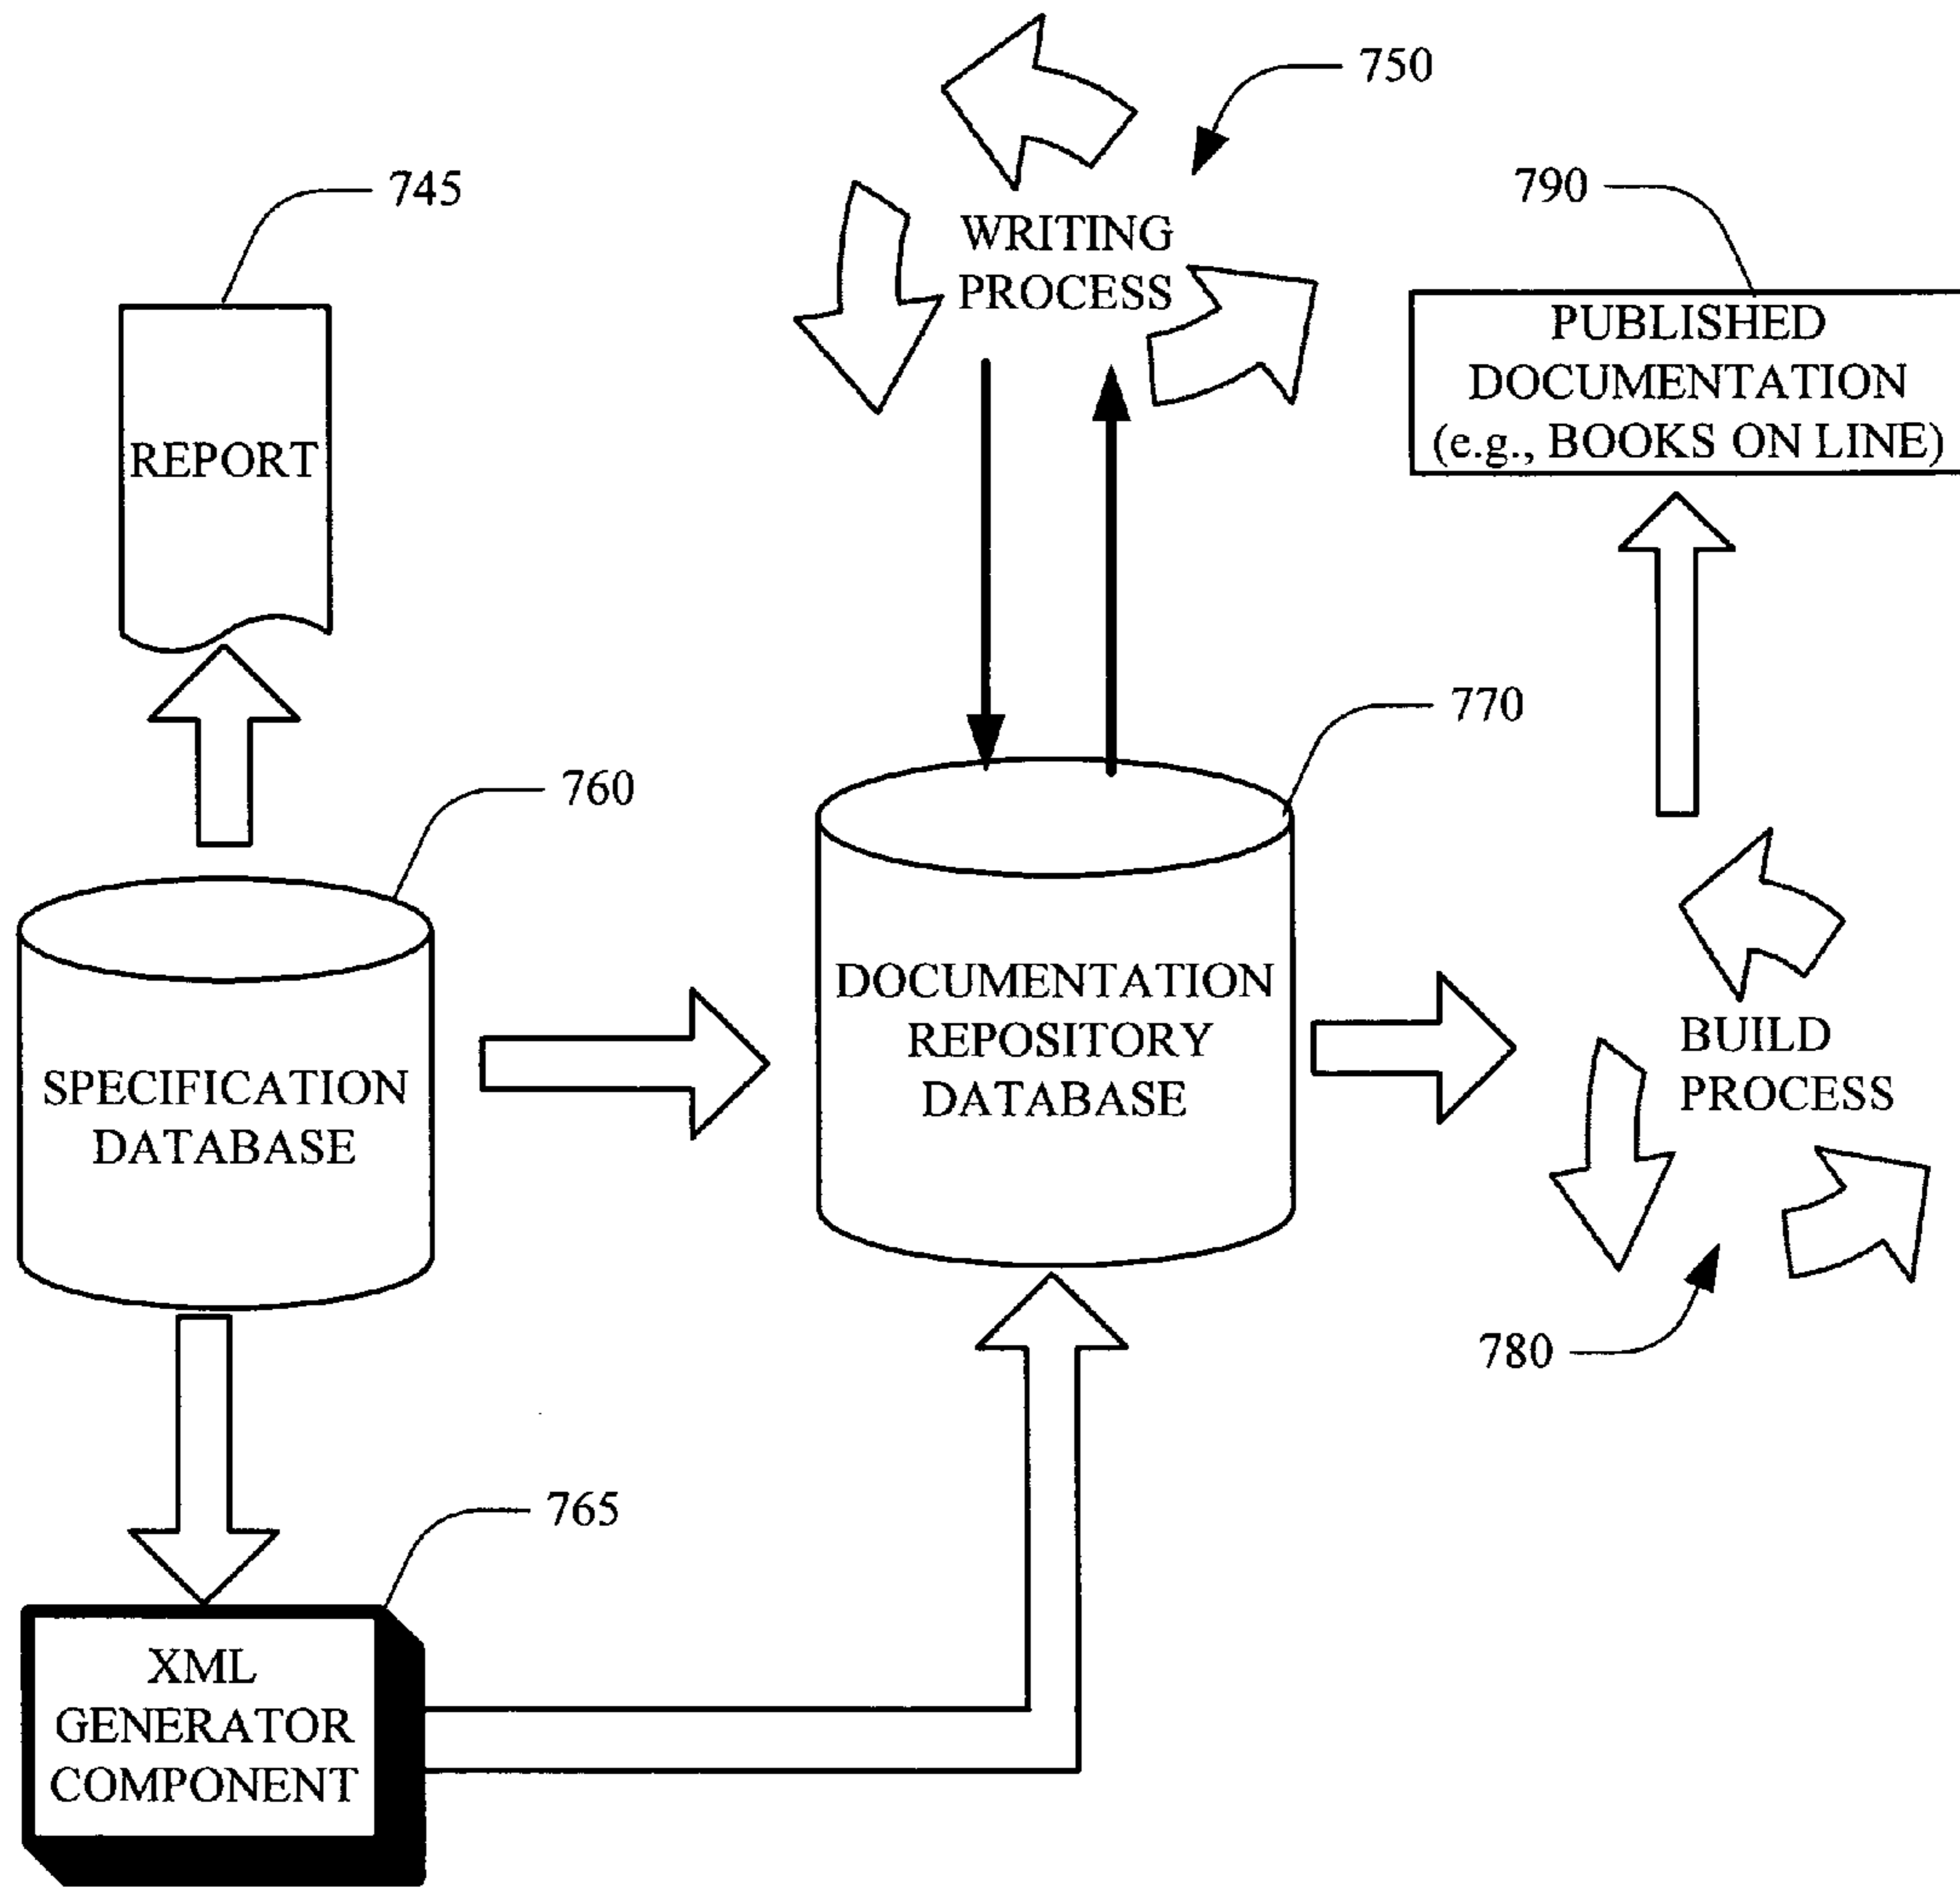 750
745
790
WRITING
PROCESS
PUBLISHED
DOCUMENTATION
(e.g., BOOKS ON LINE)
REPORT
770
760
DOCUMENTATION
REPOSITORY
DATABASE
BUILD
PROCESS
SPECIFICATION
DATABASE
780
765
XML
GENERATOR
COMPONENT